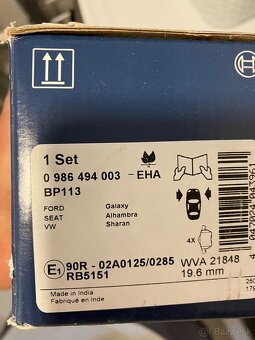 1 Set
0 986 494 003 - EHA
BP113
FORD Galaxy
SEAT Alhambra
VW Sharan
4X
E1 90R - 02A0125/0285 WVA 21848
RB5151 19.6 mm
Made in India
Fabriqué en Inde